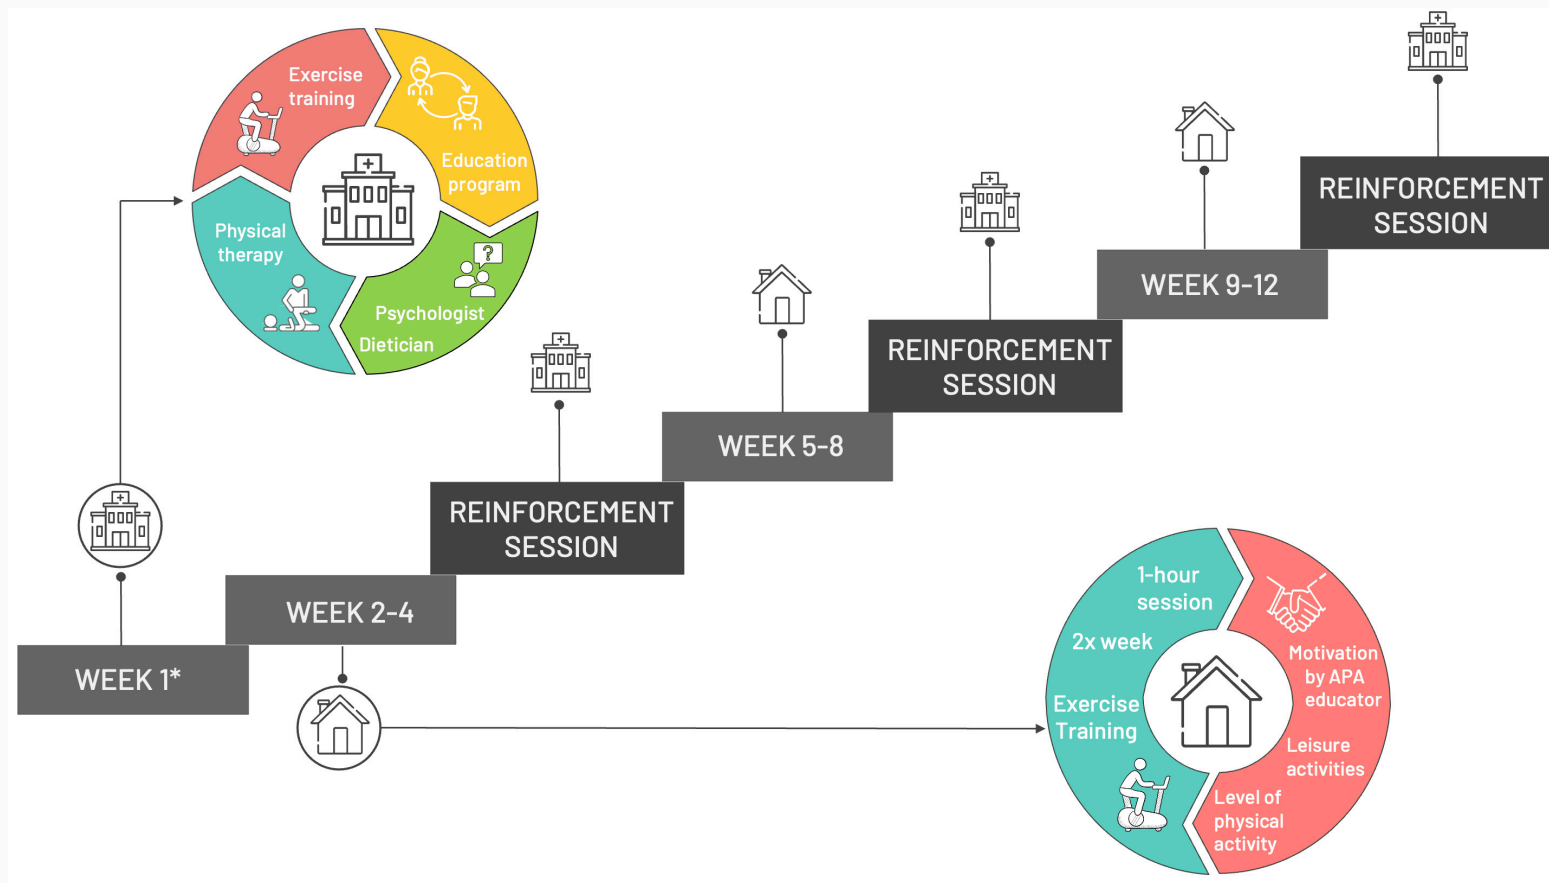 Exercise
training
Education
program
Physical
therapy
?
Psychologist
Dietician
REINFORCEMENT
SESSION
WEEK 9-12
REINFORCEMENT
SESSION
WEEK 5-8
REINFORCEMENT
SESSION
WEEK 2-4
WEEK 1*
1-hour
session
2x week
Exercise
Training
Motivation
by APA
educator
Leisure
activities
Level of
physical
activity